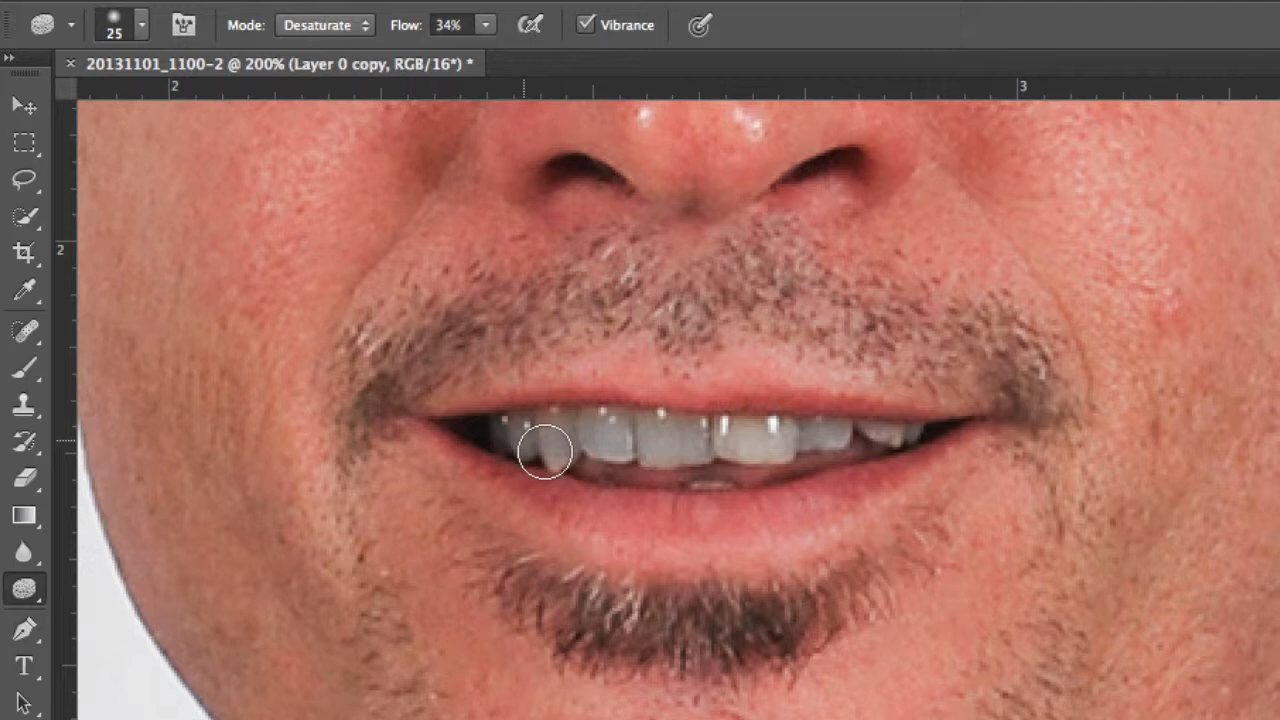 Mode: Desaturate Flow: 34% Vibrance
25
× 20131101_1100-2 @ 200% (Layer 0 copy, RGB/16*) *
2 3
2
T